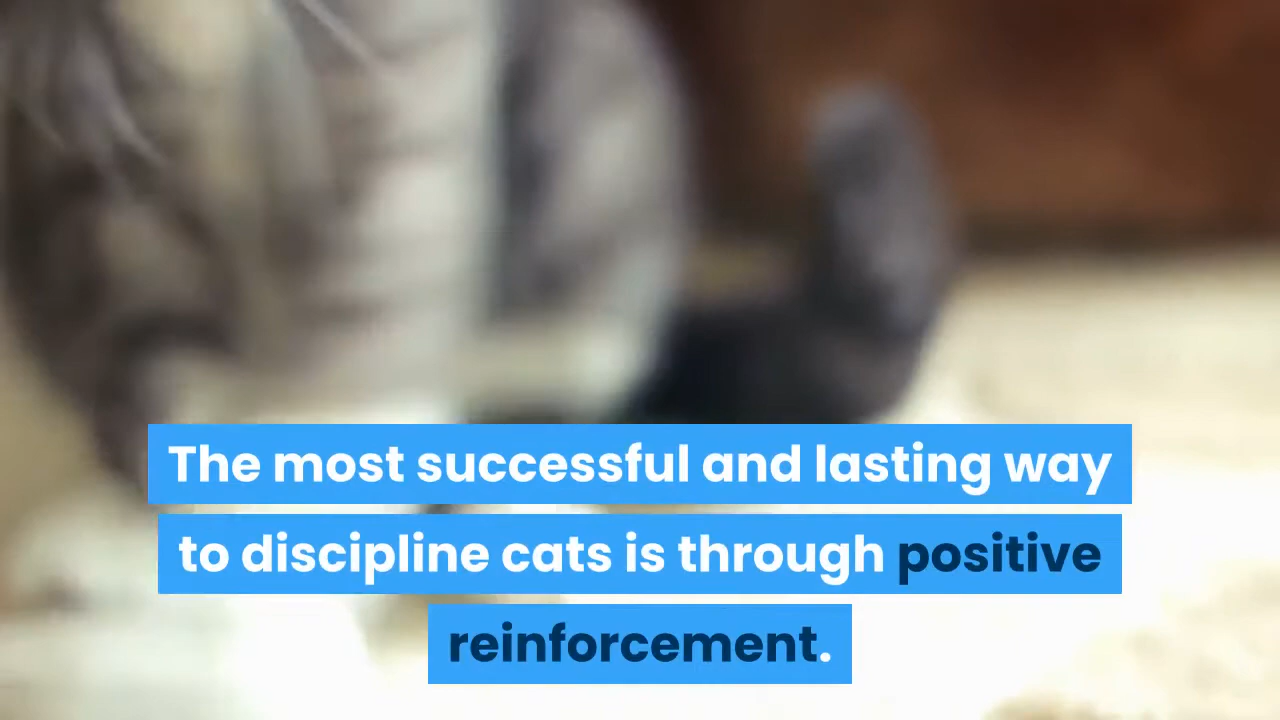 The most successful and lasting way
to discipline cats is through positive
reinforcement.